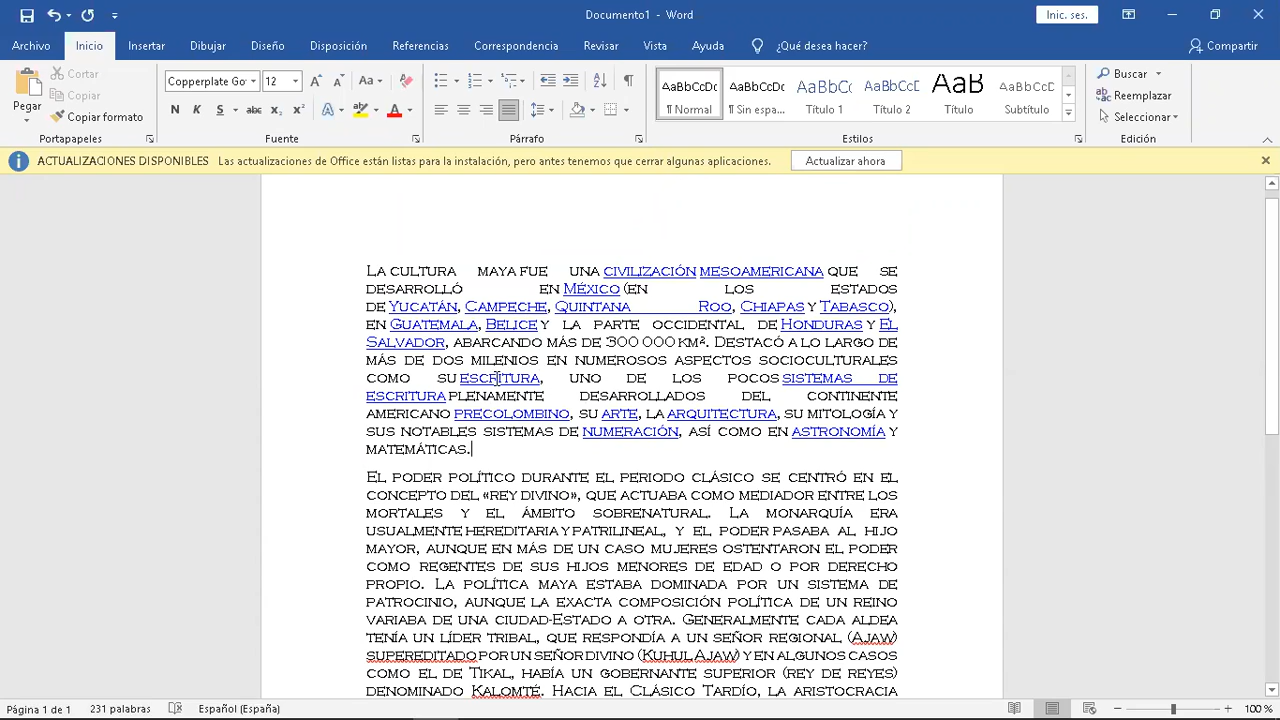 Documento1 - Word
Inic. ses.
Archivo Inicio Insertar Dibujar Diseño Disposición Referencias Correspondencia Revisar Vista Ayuda ¿Qué desea hacer? Compartir
Pegar
Cortar
Copiar
Copiar formato
Portapapeles
Copperplate Go 12 Aa
N K S abc x₂ x² A A
Fuente
Párrafo
AaBbCcDc AaBbCcDc AaBbCc AaBbCcD AaB AaBbCcD
¶ Normal ¶ Sin espa... Título 1 Título 2 Título Subtítulo
Estilos
Buscar
Reemplazar
Seleccionar
Edición
ACTUALIZACIONES DISPONIBLES Las actualizaciones de Office están listas para la instalación, pero antes tenemos que cerrar algunas aplicaciones. Actualizar ahora
La cultura maya fue una civilización mesoamericana que se
desarrolló en México (en los estados
de Yucatán, Campeche, Quintana Roo, Chiapas y Tabasco),
en Guatemala, Belice y la parte occidental de Honduras y El
Salvador, abarcando más de 300 000 km². Destacó a lo largo de
más de dos milenios en numerosos aspectos socioculturales
como su escritura, uno de los pocos sistemas de
escritura plenamente desarrollados del continente
americano precolombino, su arte, la arquitectura, su mitología y
sus notables sistemas de numeración, así como en astronomía y
matemáticas.
El poder político durante el periodo clásico se centró en el
concepto del «rey divino», que actuaba como mediador entre los
mortales y el ámbito sobrenatural. La monarquía era
usualmente hereditaria y patrilineal, y el poder pasaba al hijo
mayor, aunque en más de un caso mujeres ostentaron el poder
como regentes de sus hijos menores de edad o por derecho
propio. La política maya estaba dominada por un sistema de
patrocinio, aunque la exacta composición política de un reino
variaba de una ciudad-Estado a otra. Generalmente cada aldea
tenía un líder tribal, que respondía a un señor regional (Ajaw)
supereditado por un señor divino (Kuhul Ajaw) y en algunos casos
como el de Tikal, había un gobernante superior (rey de reyes)
denominado Kalomté. Hacia el Clásico Tardío, la aristocracia
Página 1 de 1 231 palabras Español (España) 100 %